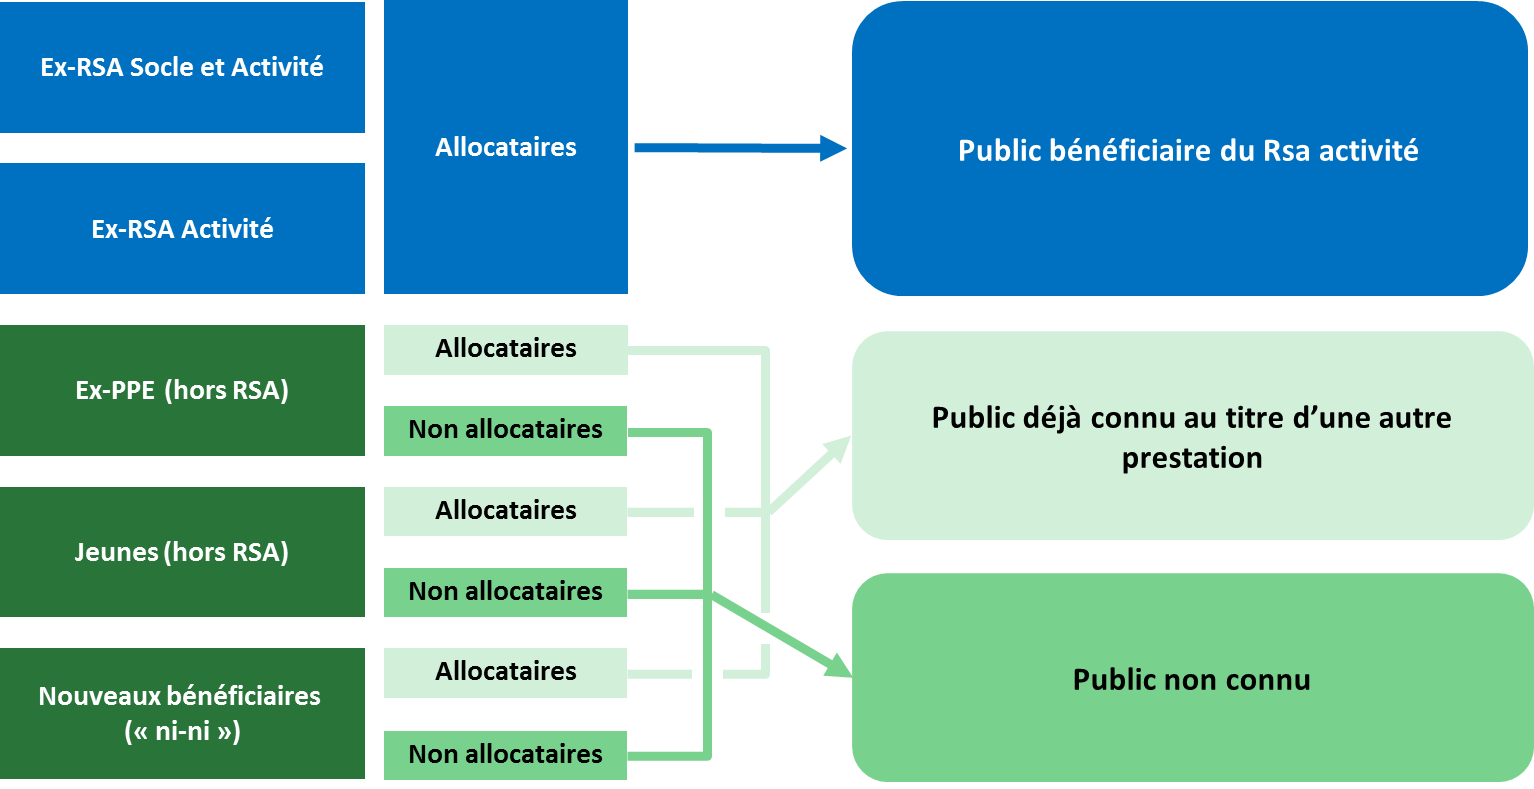 Ex-RSA Socle et Activité
Ex-RSA Activité
Allocataires
Public bénéficiaire du Rsa activité
Ex-PPE (hors RSA)
Allocataires
Non allocataires
Jeunes (hors RSA)
Allocataires
Non allocataires
Nouveaux bénéficiaires
(« ni-ni »)
Allocataires
Non allocataires
Public déjà connu au titre d’une autre
prestation
Public non connu